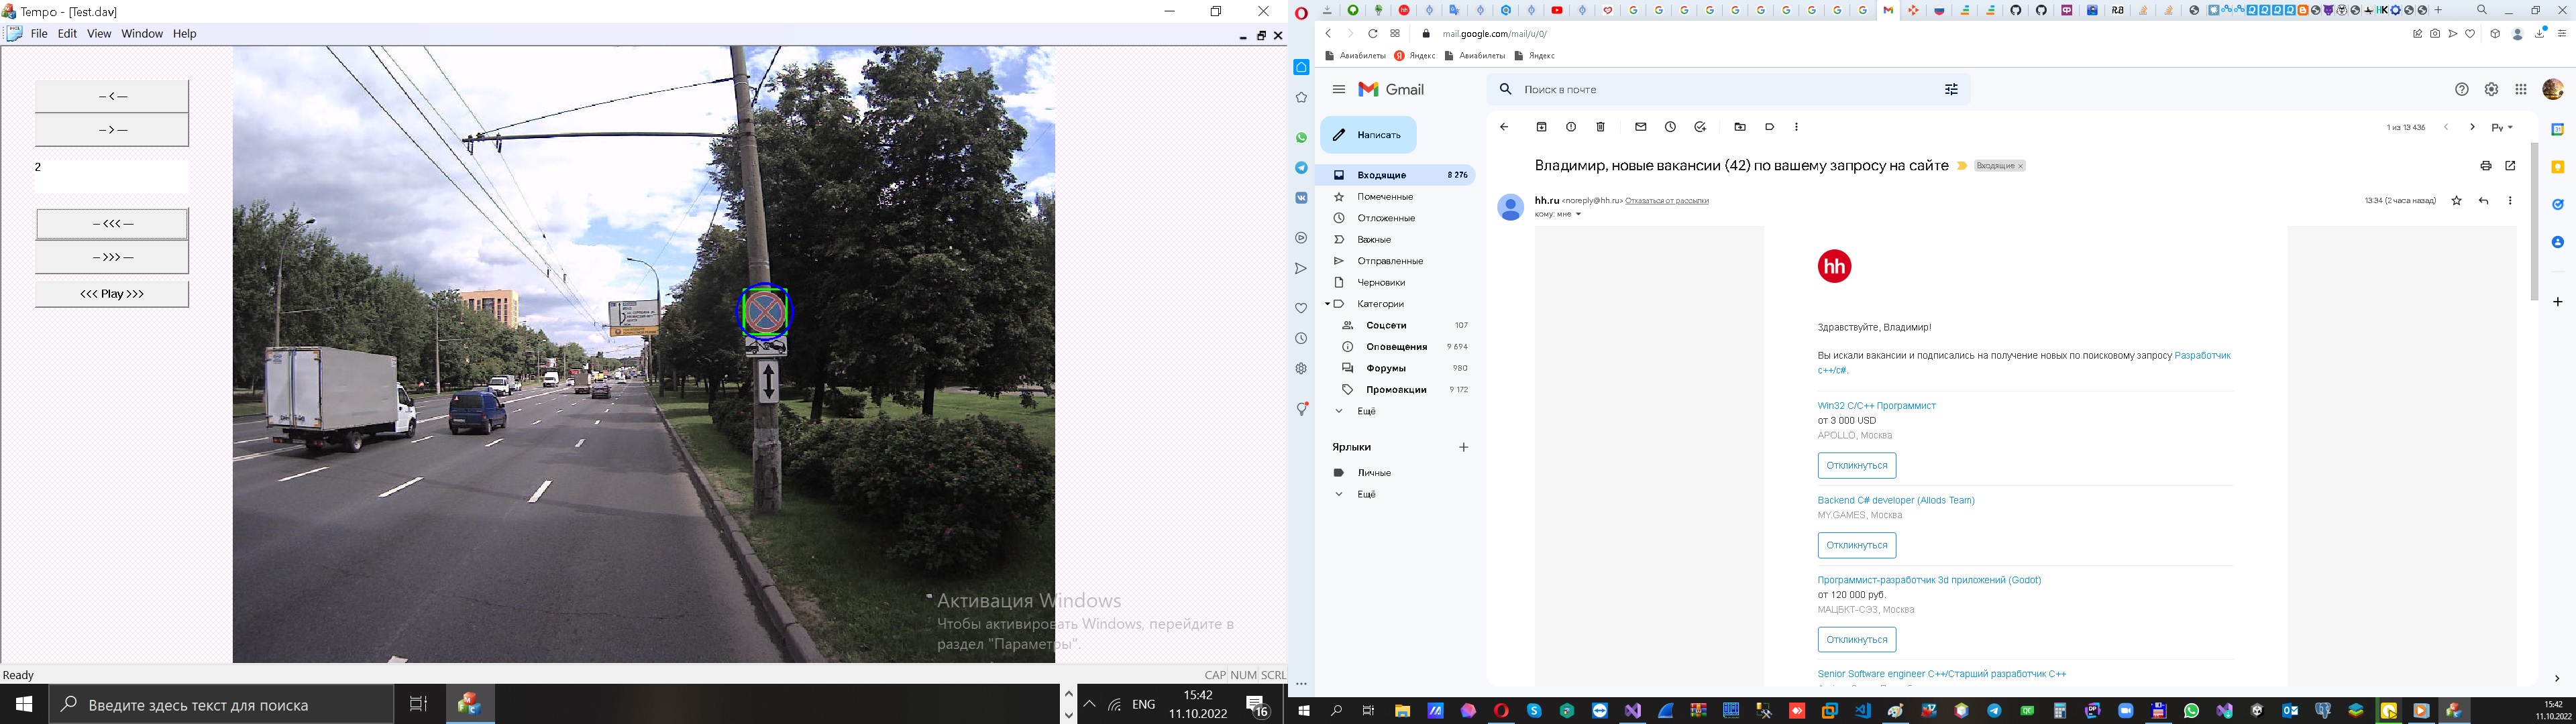 Tempo - [Test.dav]
File Edit View Window Help
– < —
– > —
2
– <<< —
– >>> —
<<< Play >>>
Активация Windows
Чтобы активировать Windows, перейдите в
раздел "Параметры".
Ready
CAP NUM SCRL
Введите здесь текст для поиска
ENG
15:42
11.10.2022
16
mail.google.com/mail/u/0/
Авиабилеты
Яндекс
Авиабилеты
Яндекс
Gmail
Поиск в почте
Написать
1 из 13 436
Владимир, новые вакансии (42) по вашему запросу на сайте
Входящие ×
Входящие 8 276
Помеченные
Отложенные
Важные
Отправленные
Черновики
Категории
Соцсети 107
Оповещения 9 694
Форумы 980
Промоакции 9 172
Ещё
Ярлыки
Личные
Ещё
hh.ru <noreply@hh.ru> Отказаться от рассылки
13:34 (2 часа назад)
кому: мне
hh
Здравствуйте, Владимир!
Вы искали вакансии и подписались на получение новых по поисковому запросу Разработчик
c++/c#.
Win32 C/C++ Программист
от 3 000 USD
APOLLO, Москва
Откликнуться
Backend C# developer (Allods Team)
MY.GAMES, Москва
Откликнуться
Программист-разработчик 3d приложений (Godot)
от 120 000 руб.
МАЦБКТ-СЭЗ, Москва
Откликнуться
Senior Software engineer C++/Старший разработчик C++
15:42
11.10.2022